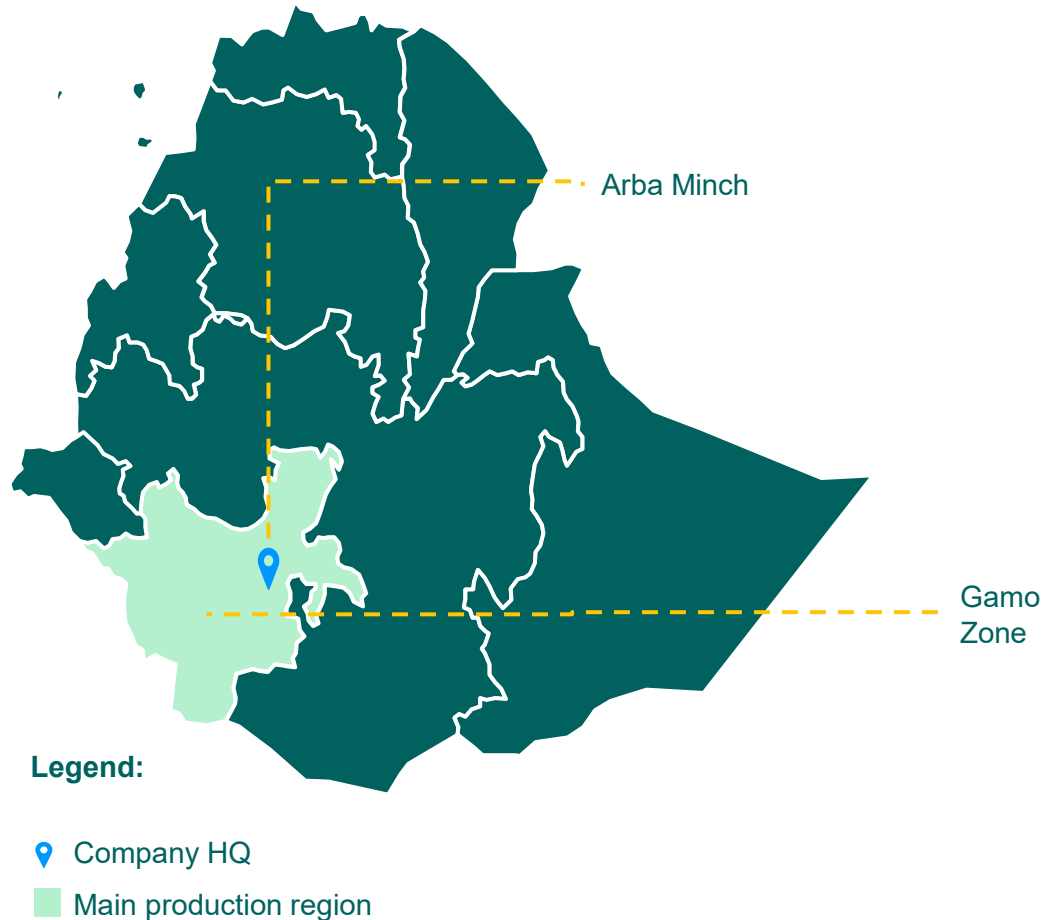 Arba Minch
Gamo
Zone
Legend:
Company HQ
Main production region